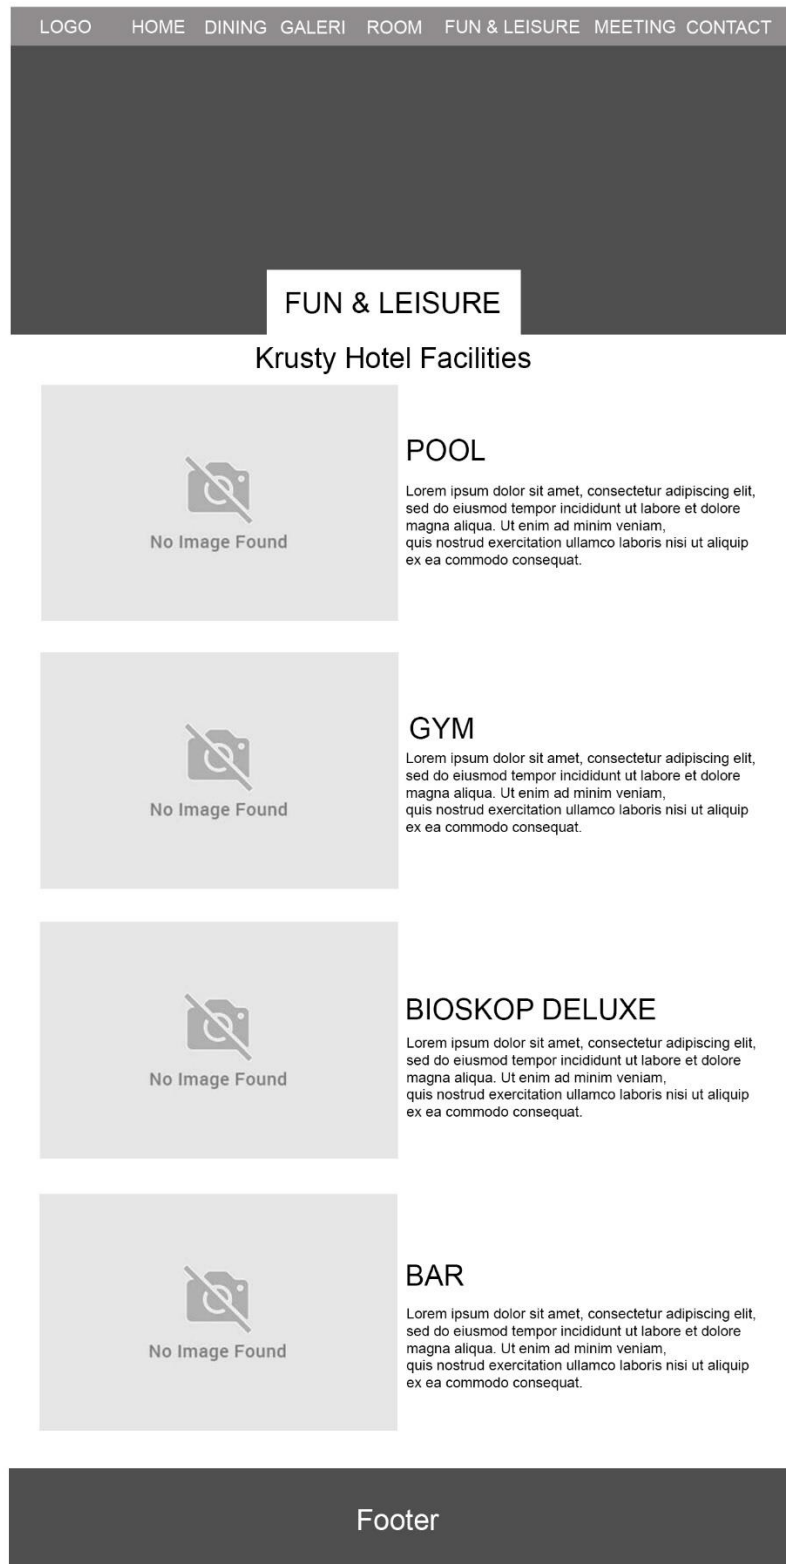 LOGO HOME DINING GALERI ROOM FUN & LEISURE MEETING CONTACT
FUN & LEISURE
Krusty Hotel Facilities
No Image Found
POOL
Lorem ipsum dolor sit amet, consectetur adipiscing elit,
sed do eiusmod tempor incididunt ut labore et dolore
magna aliqua. Ut enim ad minim veniam,
quis nostrud exercitation ullamco laboris nisi ut aliquip
ex ea commodo consequat.
No Image Found
GYM
Lorem ipsum dolor sit amet, consectetur adipiscing elit,
sed do eiusmod tempor incididunt ut labore et dolore
magna aliqua. Ut enim ad minim veniam,
quis nostrud exercitation ullamco laboris nisi ut aliquip
ex ea commodo consequat.
No Image Found
BIOSKOP DELUXE
Lorem ipsum dolor sit amet, consectetur adipiscing elit,
sed do eiusmod tempor incididunt ut labore et dolore
magna aliqua. Ut enim ad minim veniam,
quis nostrud exercitation ullamco laboris nisi ut aliquip
ex ea commodo consequat.
No Image Found
BAR
Lorem ipsum dolor sit amet, consectetur adipiscing elit,
sed do eiusmod tempor incididunt ut labore et dolore
magna aliqua. Ut enim ad minim veniam,
quis nostrud exercitation ullamco laboris nisi ut aliquip
ex ea commodo consequat.
Footer